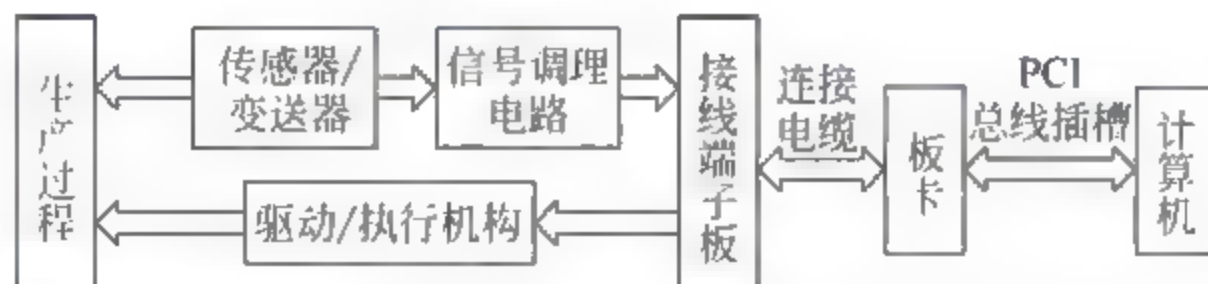 生产过程
传感器/
变送器
信号调理
电路
驱动/执行机构
接线端子板
连接
电缆
板卡
PCI
总线插槽
计算机